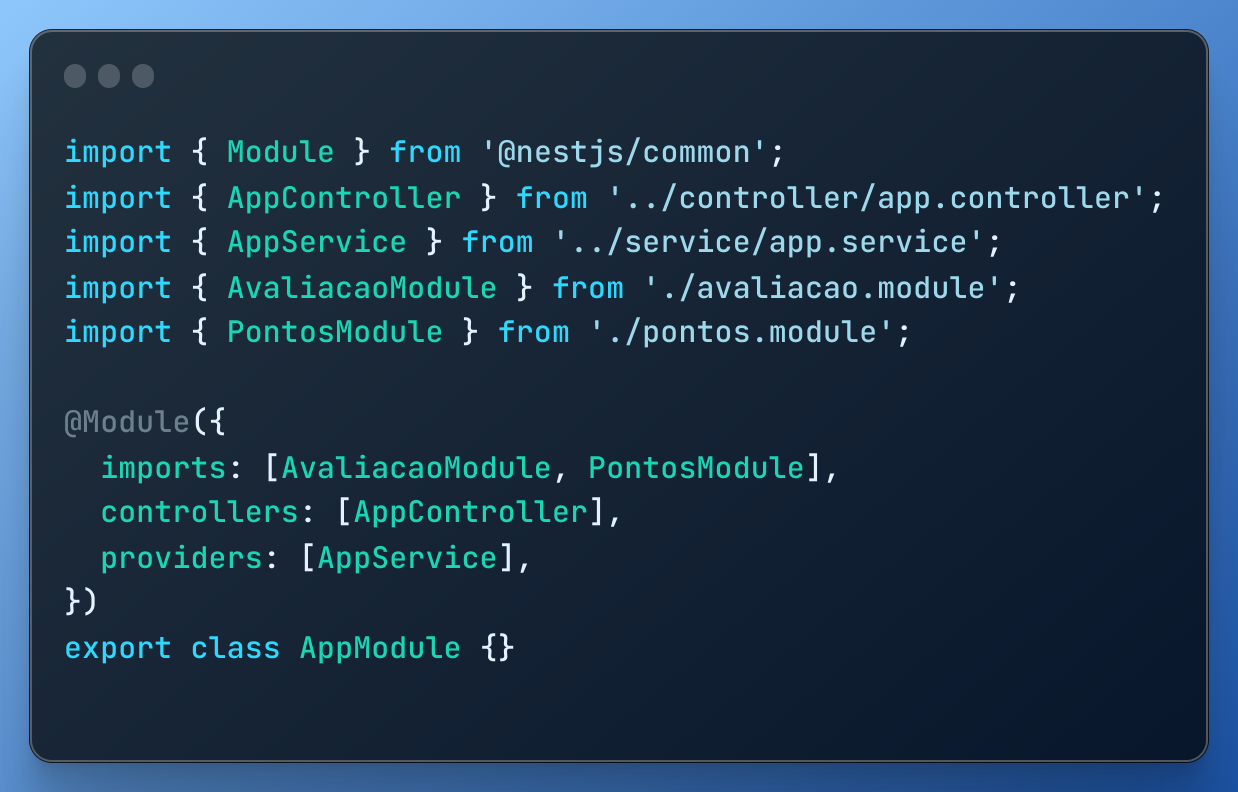 import { Module } from '@nestjs/common';
import { AppController } from '../controller/app.controller';
import { AppService } from '../service/app.service';
import { AvaliacaoModule } from './avaliacao.module';
import { PontosModule } from './pontos.module';

@Module({
  imports: [AvaliacaoModule, PontosModule],
  controllers: [AppController],
  providers: [AppService],
})
export class AppModule {}